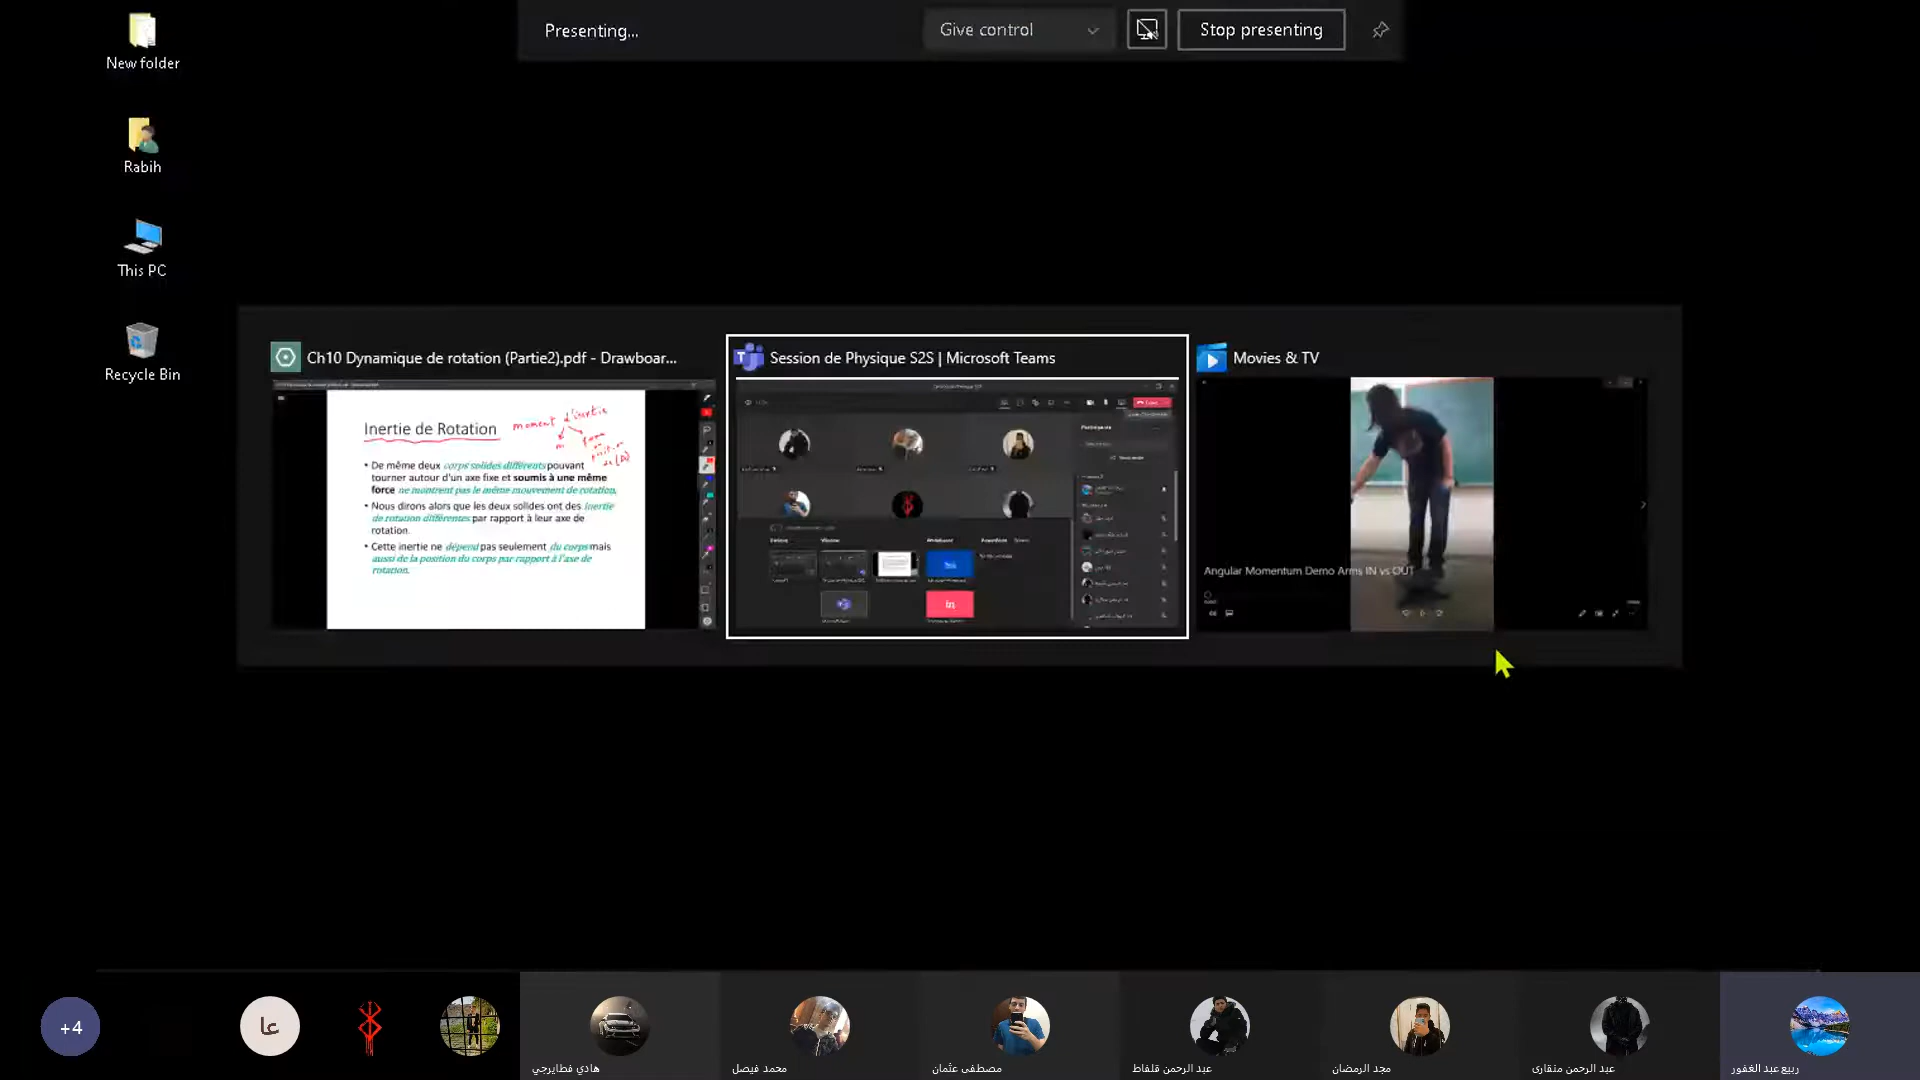 New folder
Rabih
This PC
Recycle Bin
Presenting...
Give control
Stop presenting
Ch10 Dynamique de rotation (Partie2).pdf - Drawboar...
Inertie de Rotation
moment d'inertie
m
• De même deux corps solides différents pouvant
tourner autour d'un axe fixe et soumis à une même
force ne montrent pas le même mouvement de rotation.
• Nous dirons alors que les deux solides ont des inertie
de rotation différentes par rapport à leur axe de
rotation.
• Cette inertie ne dépend pas seulement du corps mais
aussi de la position du corps par rapport à l'axe de
rotation.
Session de Physique S2S | Microsoft Teams
Participants
in
Movies & TV
Angular Momentum Demo Arms IN vs OUT
+4
عا
هادي فطايرجي
محمد فيصل
مصطفى عثمان
عبد الرحمن قلفاط
مجد الرمضان
عبد الرحمن منقارى
ربيع عبد الغفور